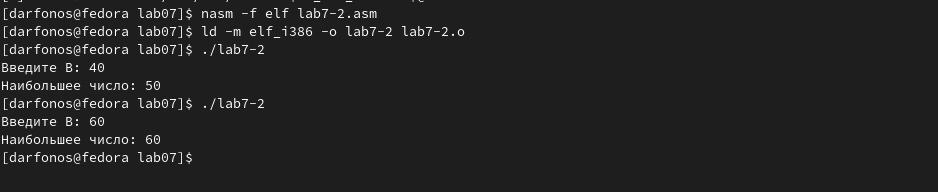 [darfonos@fedora lab07]$ nasm -f elf lab7-2.asm
[darfonos@fedora lab07]$ ld -m elf_i386 -o lab7-2 lab7-2.o
[darfonos@fedora lab07]$ ./lab7-2
Введите B: 40
Наибольшее число: 50
[darfonos@fedora lab07]$ ./lab7-2
Введите B: 60
Наибольшее число: 60
[darfonos@fedora lab07]$